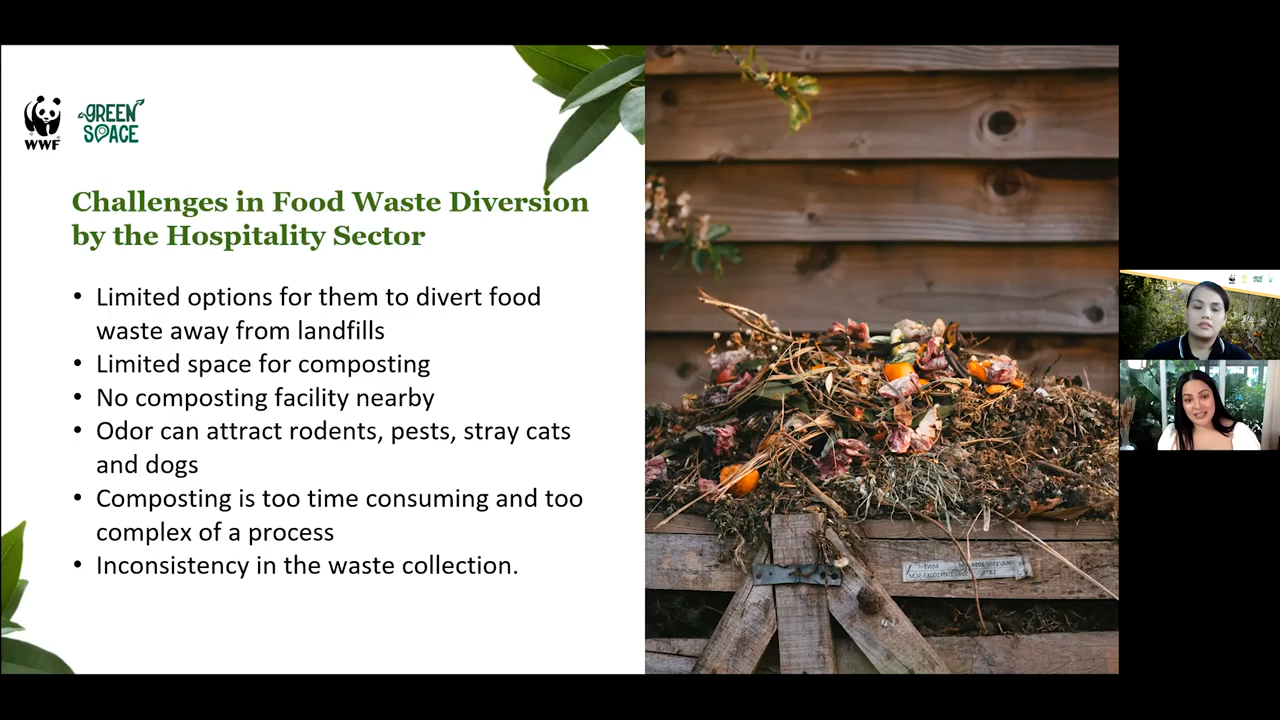 WWF
GREEN
SPACE
Challenges in Food Waste Diversion
by the Hospitality Sector
• Limited options for them to divert food
waste away from landfills
• Limited space for composting
• No composting facility nearby
• Odor can attract rodents, pests, stray cats
and dogs
• Composting is too time consuming and too
complex of a process
• Inconsistency in the waste collection.